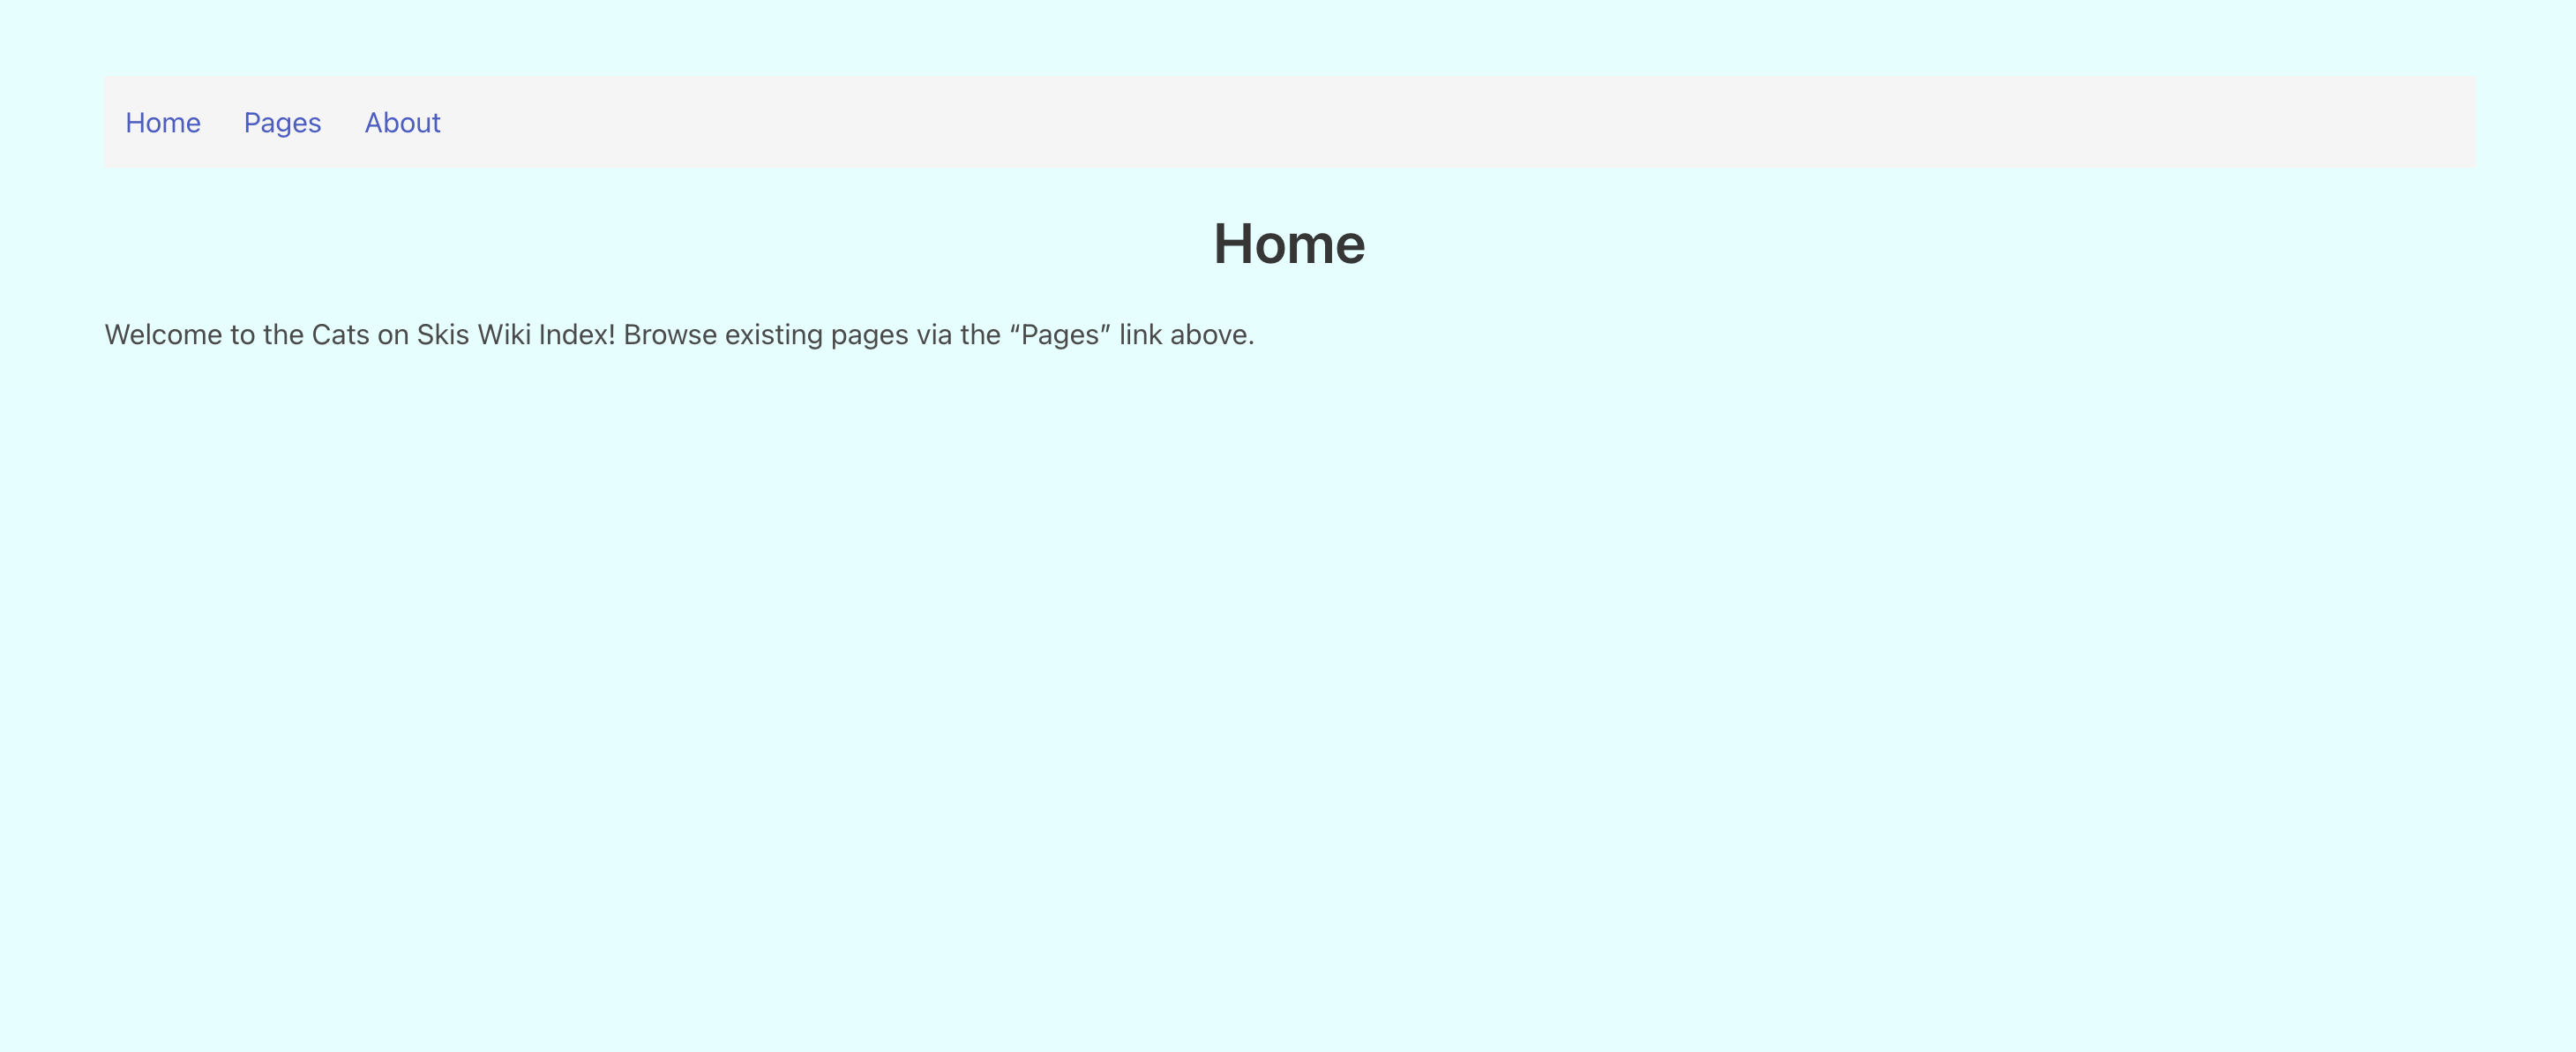 Home Pages About
Home
Welcome to the Cats on Skis Wiki Index! Browse existing pages via the “Pages” link above.